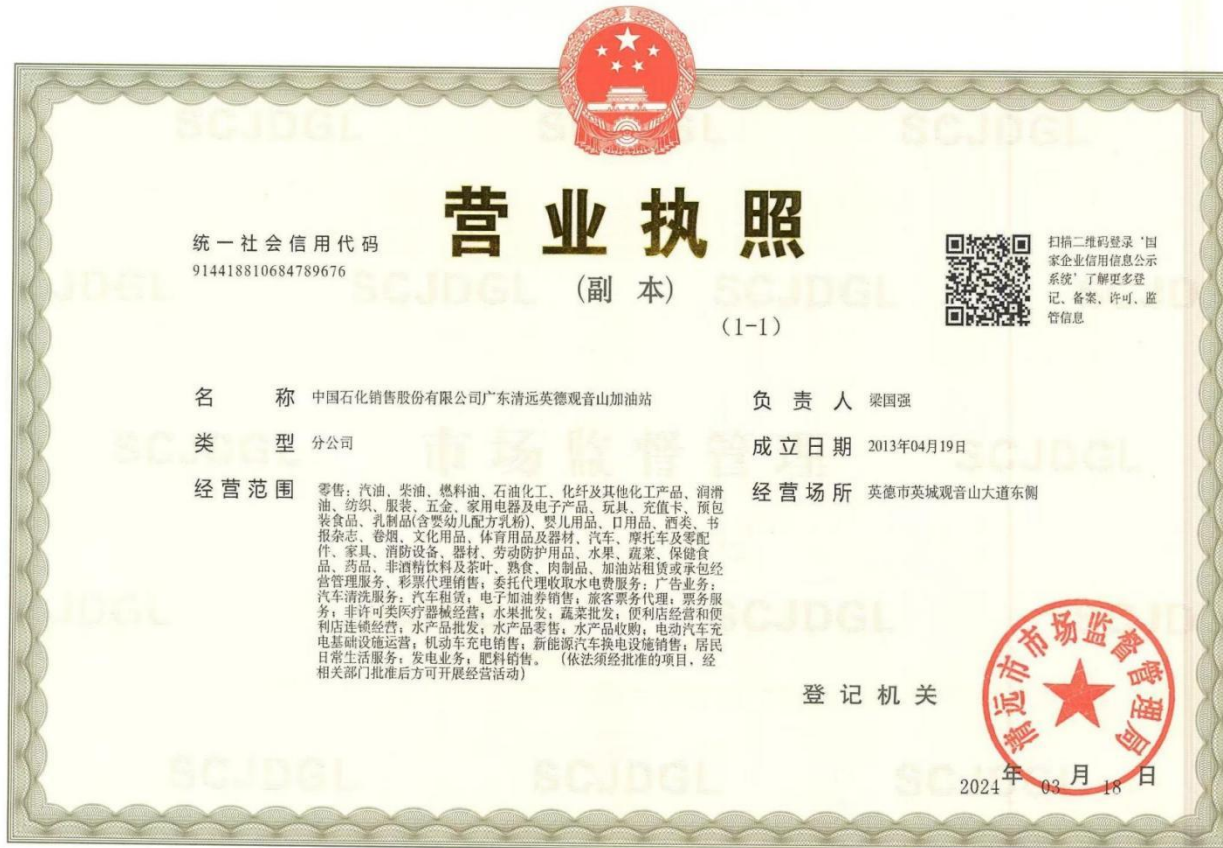 营业执照
(副 本)
(1-1)
统一社会信用代码
914418810684789676
扫描二维码登录‘国
家企业信用信息公示
系统’了解更多登
记、备案、许可、监
管信息
名 称 中国石化销售股份有限公司广东清远英德观音山加油站
类 型 分公司
经营范围 零售：汽油、柴油、燃料油、石油化工、化纤及其他化工产品、润滑
油、纺织、服装、五金、家用电器及电子产品、玩具、充值卡、预包
装食品、乳制品(含婴幼儿配方乳粉)、婴儿用品、日用品、酒类、书
报杂志、卷烟、文化用品、体育用品及器材、汽车、摩托车及零配
件、家具、消防设备、器材、劳动防护用品、水果、蔬菜、保健食
品、药品、非酒精饮料及茶叶、熟食、肉制品、加油站租赁或承包经
营管理服务、彩票代理销售；委托代理收取水电费服务；广告业务；
汽车清洗服务；汽车租赁；电子加油券销售；旅客票务代理；票务服
务；非许可类医疗器械经营；水果批发；蔬菜批发；便利店经营和便
利店连锁经营；水产品批发；水产品零售；水产品收购；电动汽车充
电基础设施运营；机动车充电销售；新能源汽车换电设施销售；居民
日常生活服务；发电业务；肥料销售。（依法须经批准的项目，经
相关部门批准后方可开展经营活动）
负 责 人 梁国强
成立日期 2013年04月19日
经营场所 英德市英城观音山大道东侧
登记机关
清远市市场监督管理局
2024年 03月 18日
SCJDGL
市场监督管理